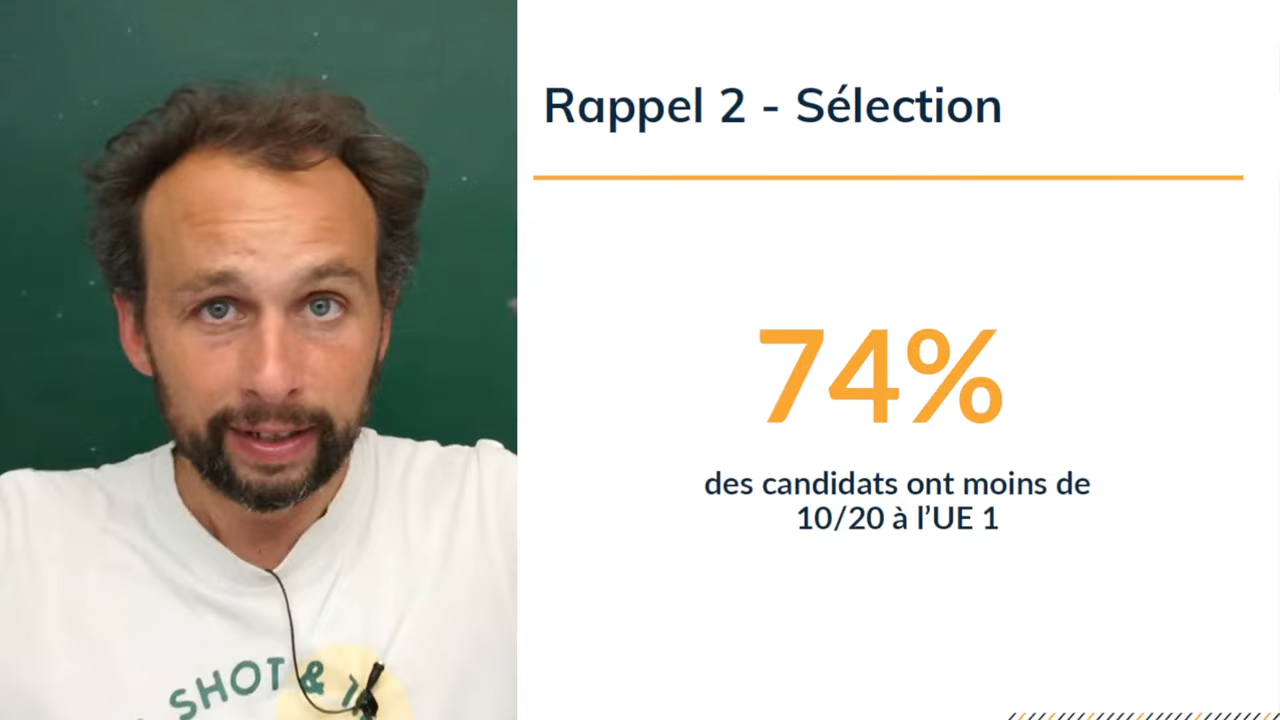 Rappel 2 - Sélection
74%
des candidats ont moins de
10/20 à l'UE 1
SHOT &